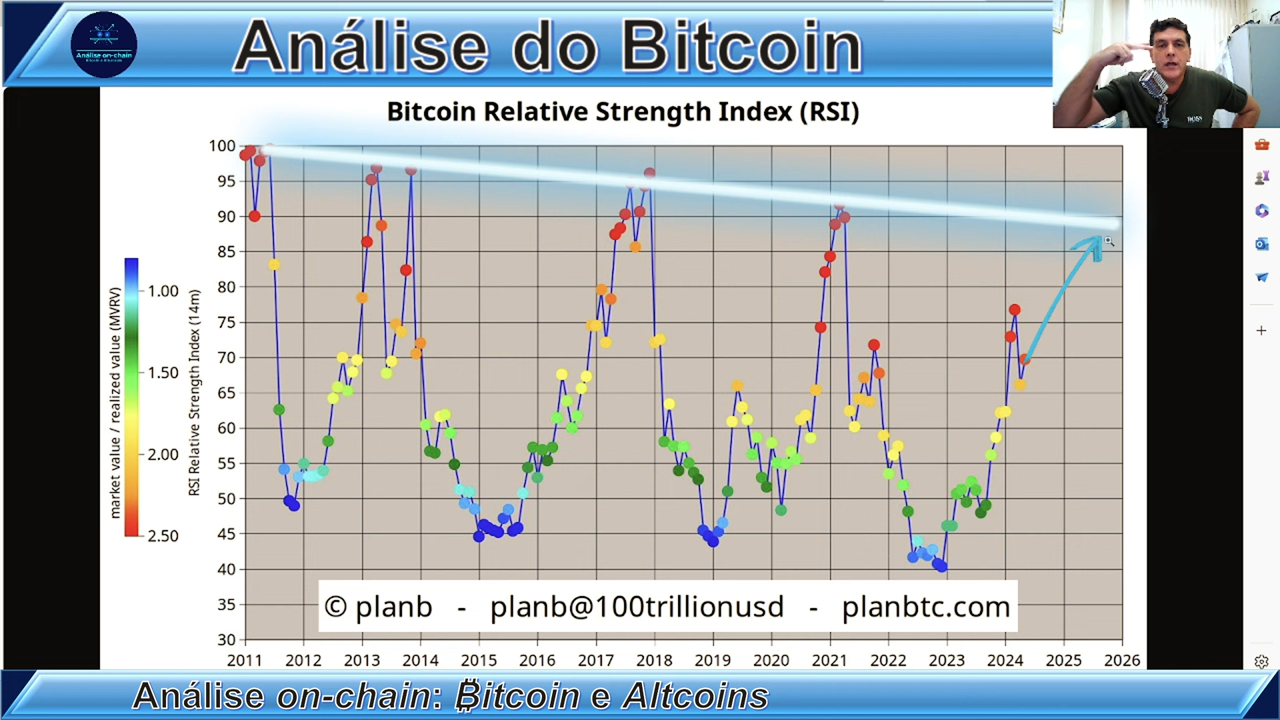 Análise do Bitcoin
Análise on-chain
Bitcoin Relative Strength Index (RSI)
100
95
90
85
80
75
70
65
60
55
50
45
40
35
30
RSI Relative Strength Index (14m)
market value / realized value (MVRV)
1.00
1.50
2.00
2.50
© planb - planb@100trillionusd - planbtc.com
2011 2012 2013 2014 2015 2016 2017 2018 2019 2020 2021 2022 2023 2024 2025 2026
BOSS
Análise on-chain: ₿itcoin e Altcoins